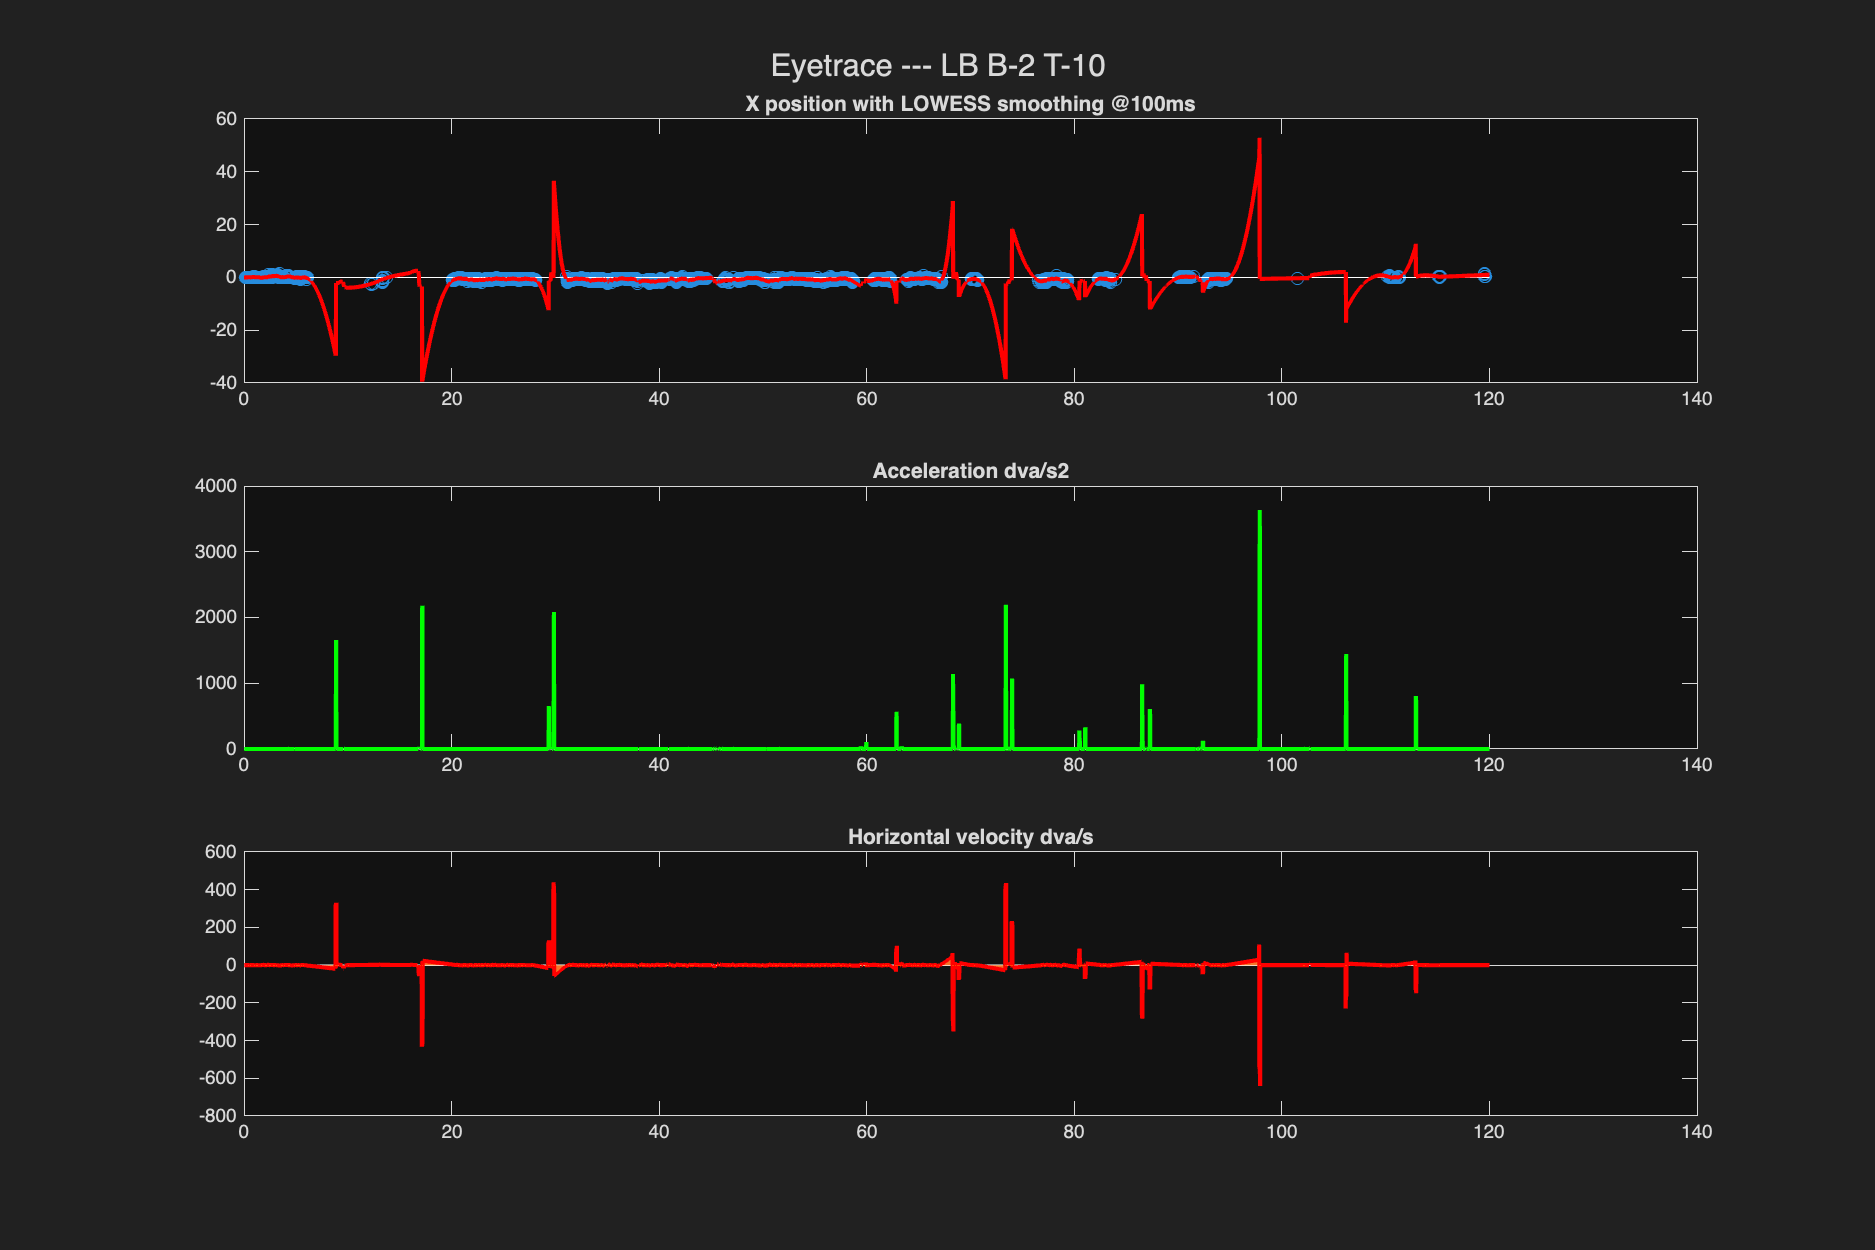 Eyetrace --- LB B-2 T-10
X position with LOWESS smoothing @100ms
60
40
20
0
-20
-40
0 20 40 60 80 100 120 140
Acceleration dva/s2
4000
3000
2000
1000
0
0 20 40 60 80 100 120 140
Horizontal velocity dva/s
600
400
200
0
-200
-400
-600
-800
0 20 40 60 80 100 120 140